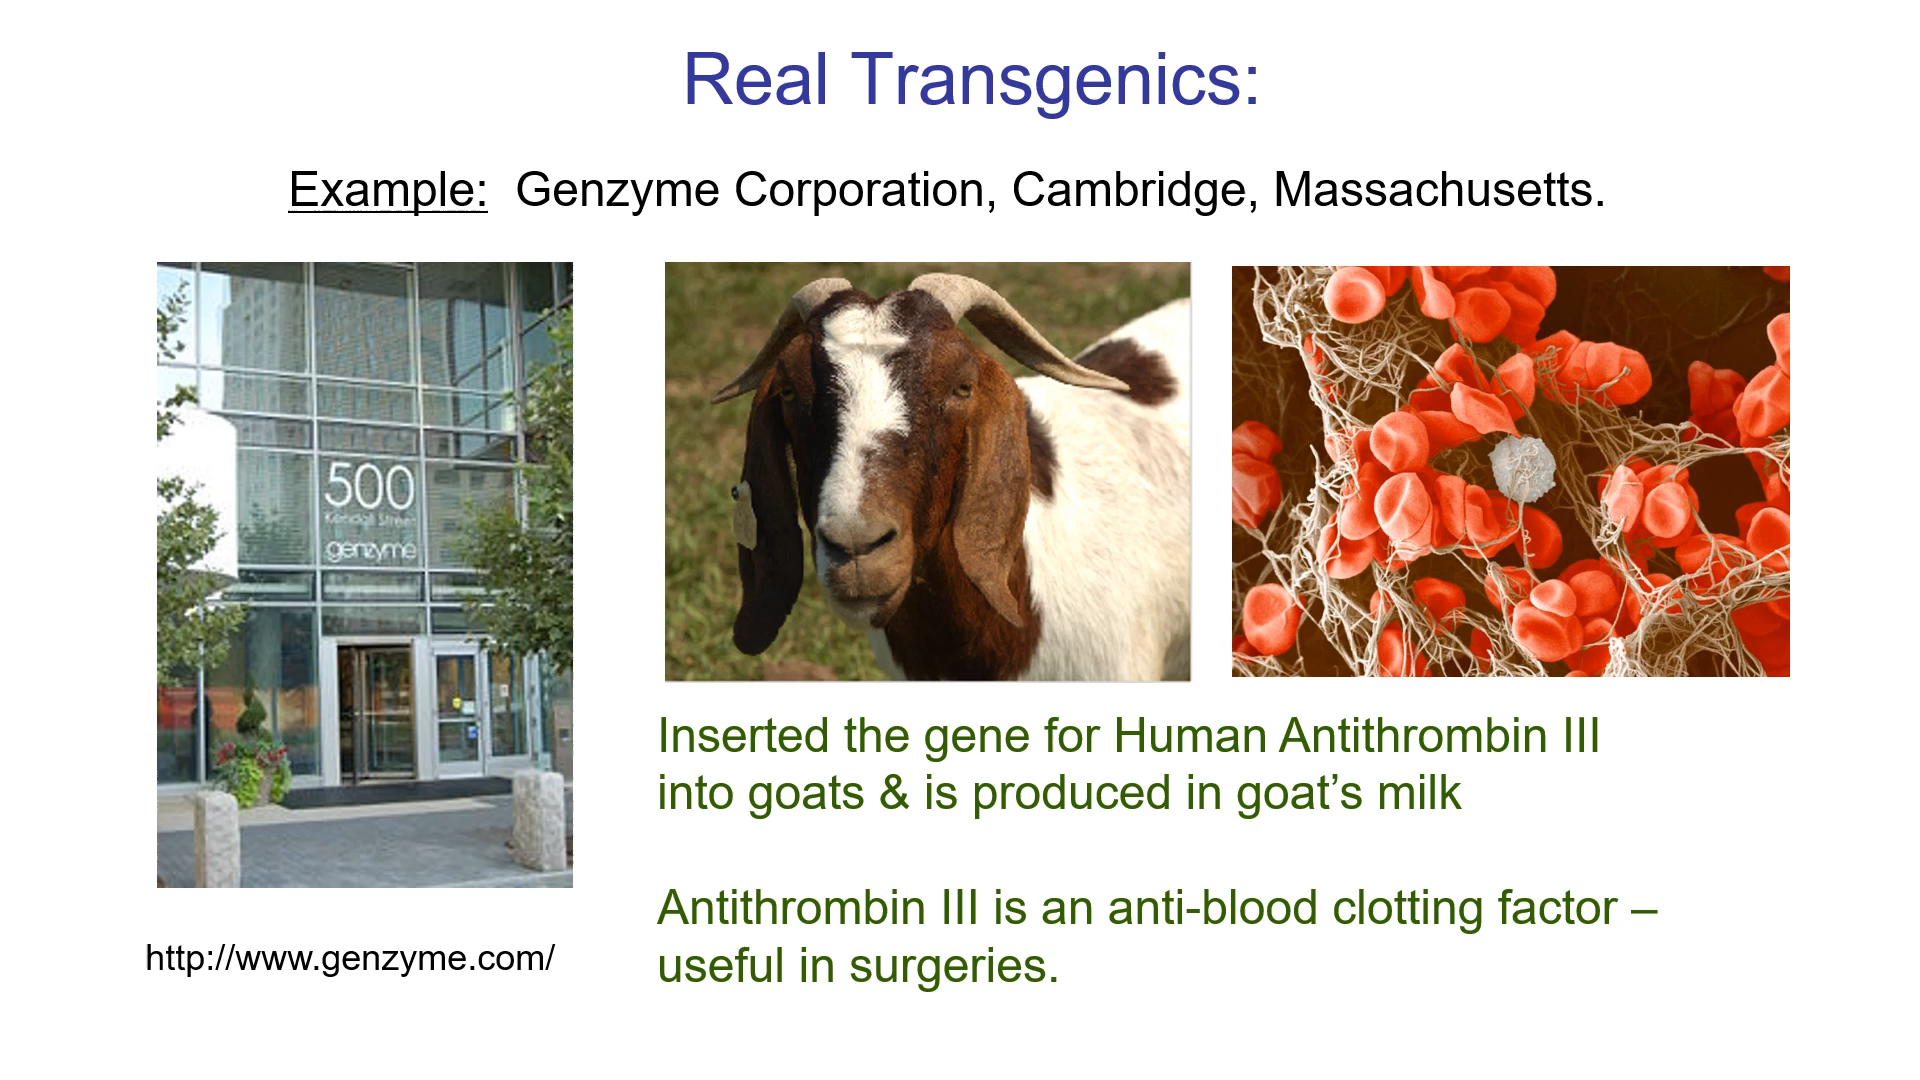 Real Transgenics:
Example: Genzyme Corporation, Cambridge, Massachusetts.
500
Kendall Street
genzyme
Inserted the gene for Human Antithrombin III
into goats & is produced in goat’s milk
Antithrombin III is an anti-blood clotting factor –
useful in surgeries.
http://www.genzyme.com/